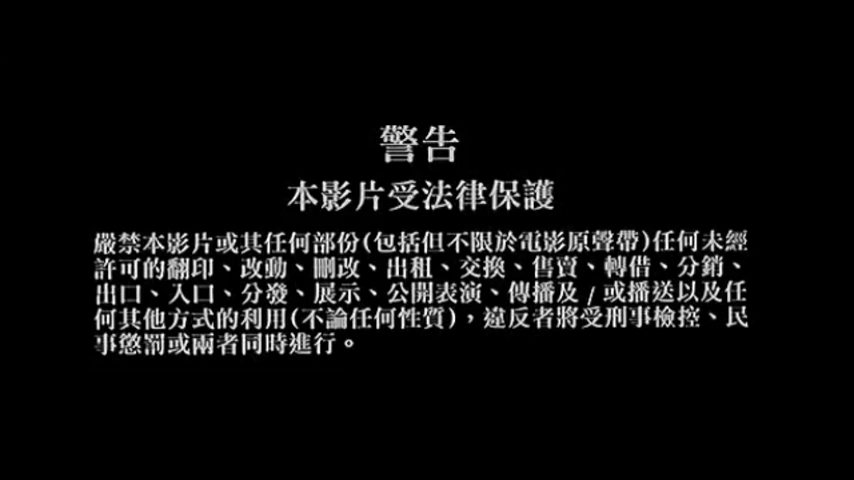 警告
本影片受法律保護
嚴禁本影片或其任何部份(包括但不限於電影原聲帶)任何未經
許可的翻印、改動、刪改、出租、交換、售賣、轉借、分銷、
出口、入口、分發、展示、公開表演、傳播及/或播送以及任
何其他方式的利用(不論任何性質)，違反者將受刑事檢控、民
事懲罰或兩者同時進行。